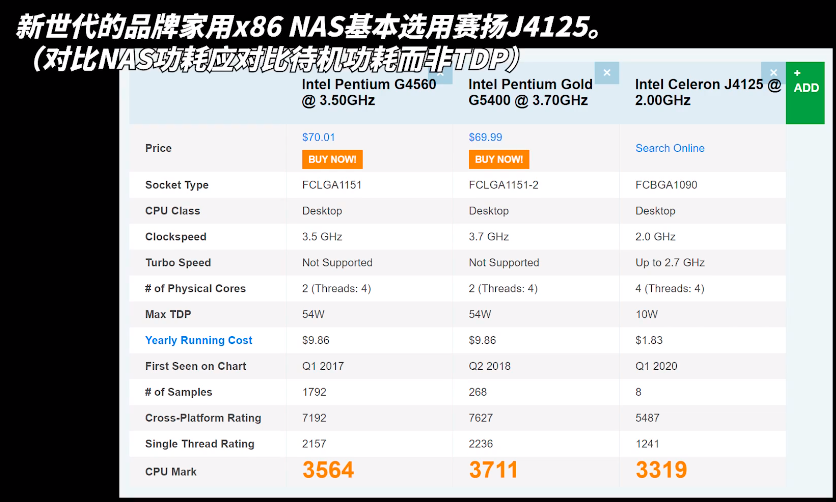 新世代的品牌家用x86 NAS基本选用赛扬J4125。
（对比NAS功耗应对比待机功耗而非TDP）
Intel Pentium G4560 @ 3.50GHz
Intel Pentium Gold G5400 @ 3.70GHz
Intel Celeron J4125 @ 2.00GHz
+ ADD
Price $70.01 $69.99 Search Online
BUY NOW! BUY NOW!
Socket Type FCLGA1151 FCLGA1151-2 FCBGA1090
CPU Class Desktop Desktop Desktop
Clockspeed 3.5 GHz 3.7 GHz 2.0 GHz
Turbo Speed Not Supported Not Supported Up to 2.7 GHz
# of Physical Cores 2 (Threads: 4) 2 (Threads: 4) 4 (Threads: 4)
Max TDP 54W 54W 10W
Yearly Running Cost $9.86 $9.86 $1.83
First Seen on Chart Q1 2017 Q2 2018 Q1 2020
# of Samples 1792 268 8
Cross-Platform Rating 7192 7627 5487
Single Thread Rating 2157 2236 1241
CPU Mark 3564 3711 3319